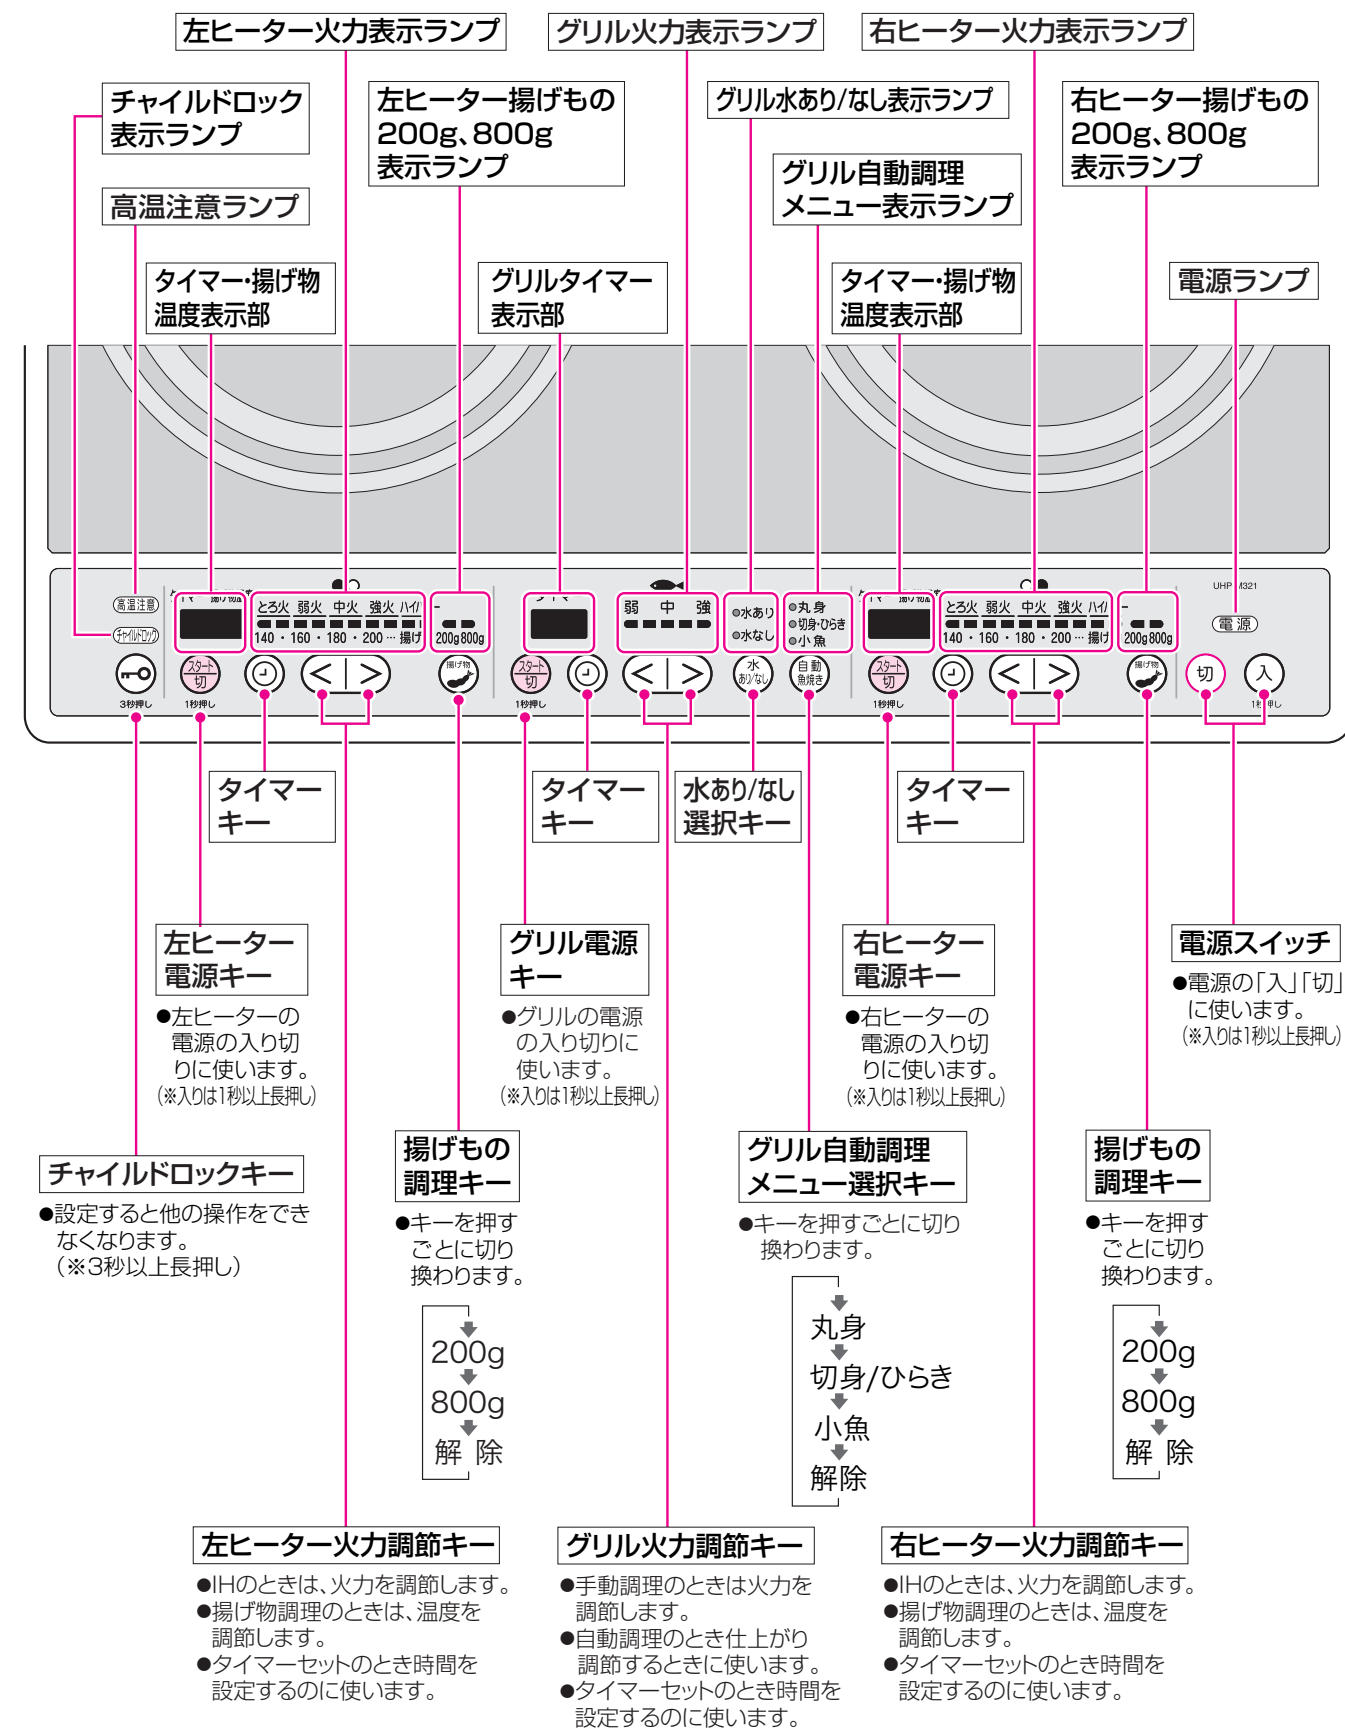 左ヒーター火力表示ランプ
グリル火力表示ランプ
右ヒーター火力表示ランプ
チャイルドロック
表示ランプ
左ヒーター揚げもの
200g、800g
表示ランプ
グリル水あり/なし表示ランプ
右ヒーター揚げもの
200g、800g
表示ランプ
グリル自動調理
メニュー表示ランプ
高温注意ランプ
タイマー・揚げ物
温度表示部
グリルタイマー
表示部
タイマー・揚げ物
温度表示部
電源ランプ
高温注意
チャイルドロック
3秒押し
とろ火 弱火 中火 強火 ハイパ
140・160・180・200…揚げ
200g 800g
スタート
切
1秒押し
揚げ物
弱 中 強
スタート
切
1秒押し
●水あり
●水なし
水
あり/なし
●丸身
●切身・ひらき
●小魚
自動
魚焼き
とろ火 弱火 中火 強火 ハイパ
140・160・180・200…揚げ
200g 800g
スタート
切
1秒押し
揚げ物
電源
切
入
1秒押し
タイマー
キー
タイマー
キー
水あり/なし
選択キー
タイマー
キー
左ヒーター
電源キー
●左ヒーターの
電源の入り切
りに使います。
(※入りは1秒以上長押し)
グリル電源
キー
●グリルの電源
の入り切りに
使います。
(※入りは1秒以上長押し)
右ヒーター
電源キー
●右ヒーターの
電源の入り切
りに使います。
(※入りは1秒以上長押し)
電源スイッチ
●電源の「入」「切」
に使います。
(※入りは1秒以上長押し)
チャイルドロックキー
●設定すると他の操作をでき
なくなります。
(※3秒以上長押し)
揚げもの
調理キー
●キーを押す
ごとに切り
換わります。
200g
800g
解 除
グリル自動調理
メニュー選択キー
●キーを押すごとに切り
換わります。
丸身
切身/ひらき
小魚
解除
揚げもの
調理キー
●キーを押す
ごとに切り
換わります。
200g
800g
解 除
左ヒーター火力調節キー
●IHのときは、火力を調節します。
●揚げ物調理のときは、温度を
調節します。
●タイマーセットのとき時間を
設定するのに使います。
グリル火力調節キー
●手動調理のときは火力を
調節します。
●自動調理のとき仕上がり
調節するときに使います。
●タイマーセットのとき時間を
設定するのに使います。
右ヒーター火力調節キー
●IHのときは、火力を調節します。
●揚げ物調理のときは、温度を
調節します。
●タイマーセットのとき時間を
設定するのに使います。